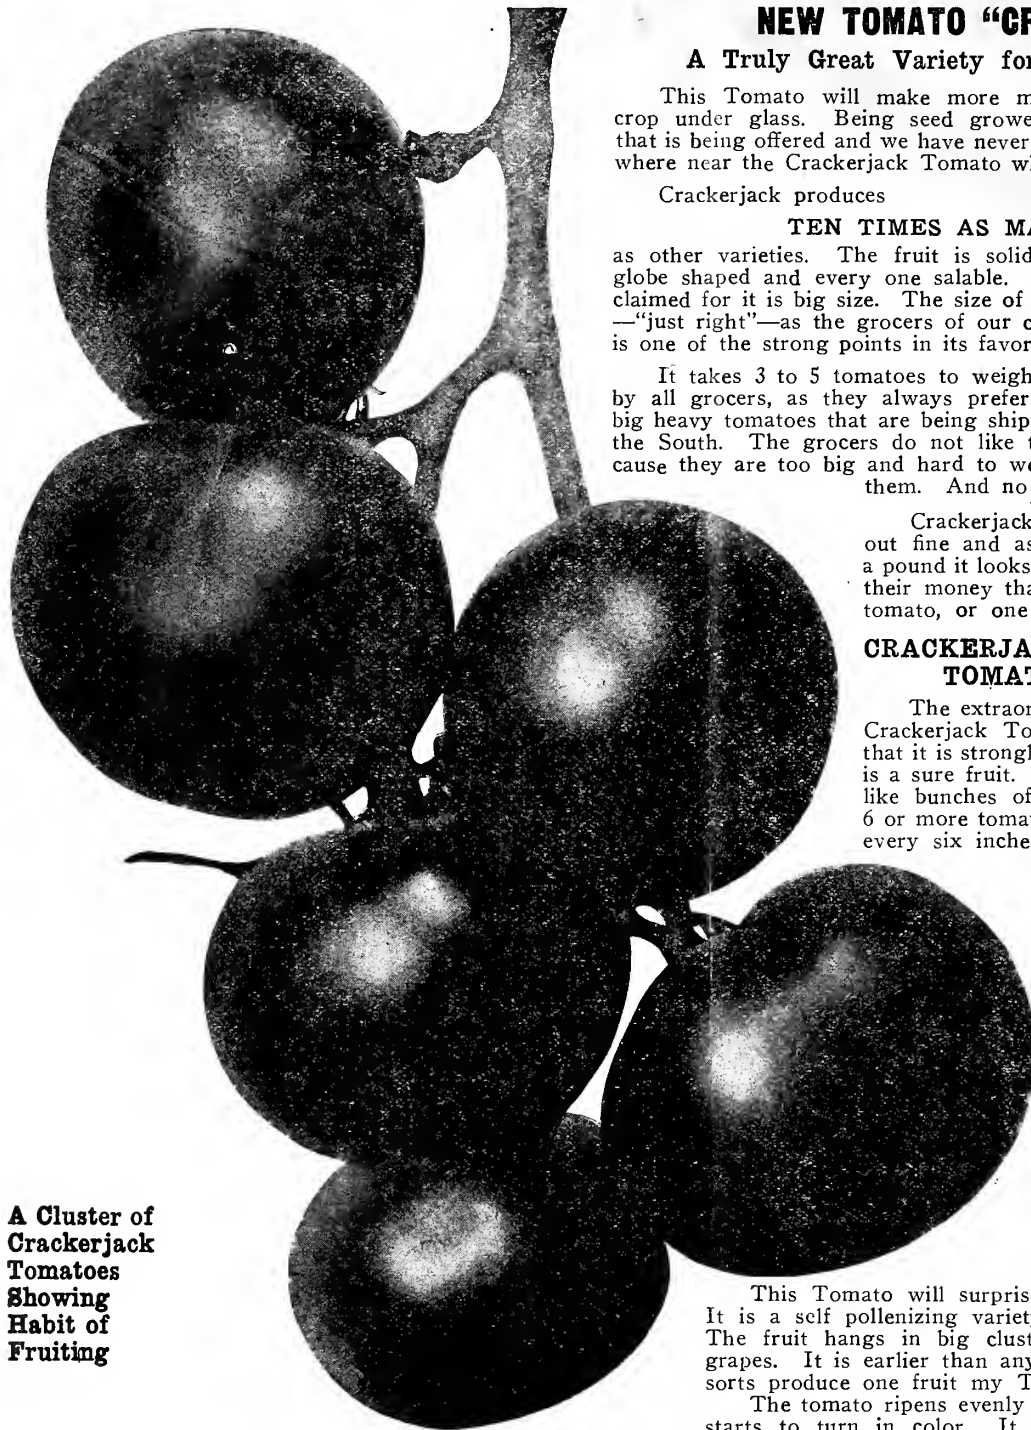 NEW TOMATO “CR
A Truly Great Variety for
This Tomato will make more m
crop under glass. Being seed growe
that is being offered and we have never
where near the Crackerjack Tomato wh
Crackerjack produces
TEN TIMES AS MA
as other varieties. The fruit is solid
globe shaped and every one salable.
claimed for it is big size. The size of
—“just right”—as the grocers of our c
is one of the strong points in its favor
It takes 3 to 5 tomatoes to weigh
by all grocers, as they always prefer
big heavy tomatoes that are being ship
the South. The grocers do not like t
cause they are too big and hard to we
them. And no
Crackerjack
out fine and as
a pound it looks
their money tha
tomato, or one
CRACKERJA
TOMAT
The extraor
Crackerjack To
that it is strongl
is a sure fruit.
like bunches of
6 or more toma
every six inche
A Cluster of
Crackerjack
Tomatoes
Showing
Habit of
Fruiting
This Tomato will surpris
It is a self pollenizing variet
The fruit hangs in big clust
grapes. It is earlier than any
sorts produce one fruit my T
The tomato ripens evenly
starts to turn in color. It